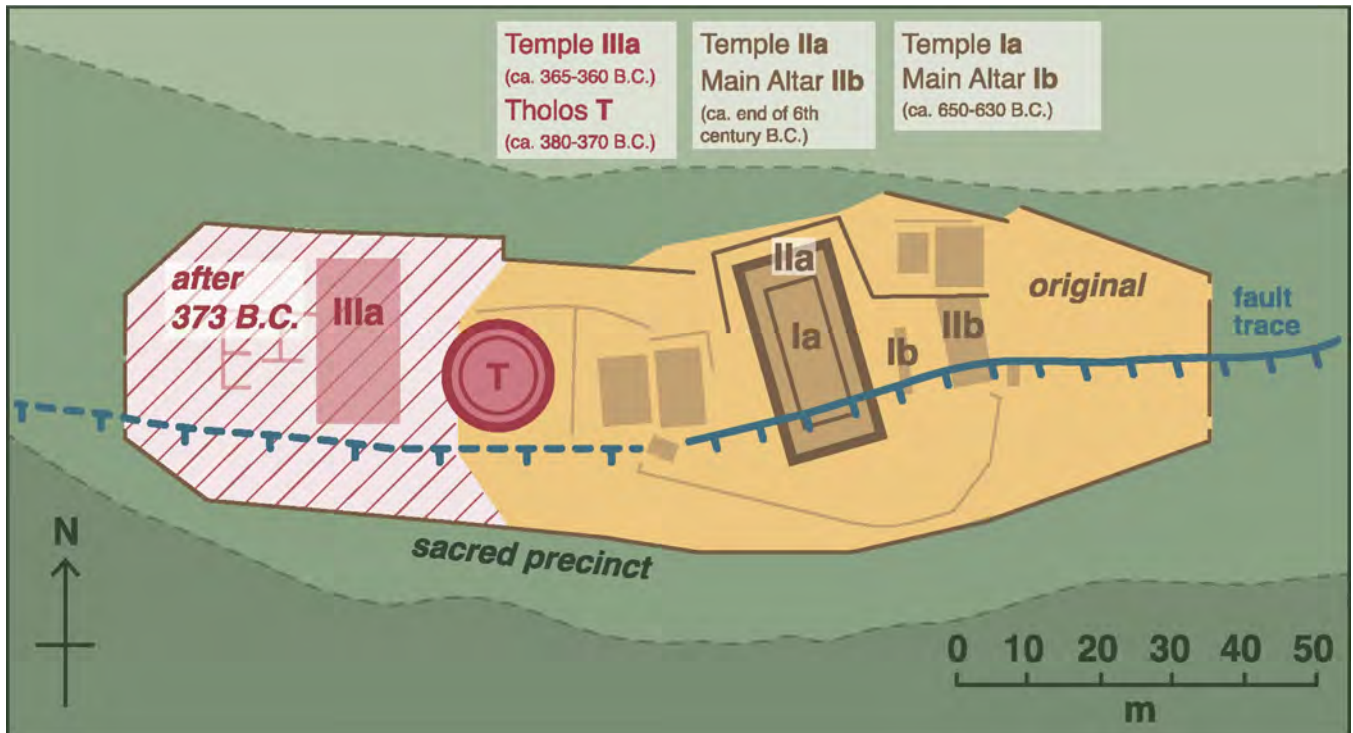 Temple IIIa
(ca. 365-360 B.C.)
Tholos T
(ca. 380-370 B.C.)
Temple IIa
Main Altar IIb
(ca. end of 6th
century B.C.)
Temple Ia
Main Altar Ib
(ca. 650-630 B.C.)
after
373 B.C.
IIIa
T
IIa
Ia
Ib
IIb
original
fault
trace
sacred precinct
N
0 10 20 30 40 50
m